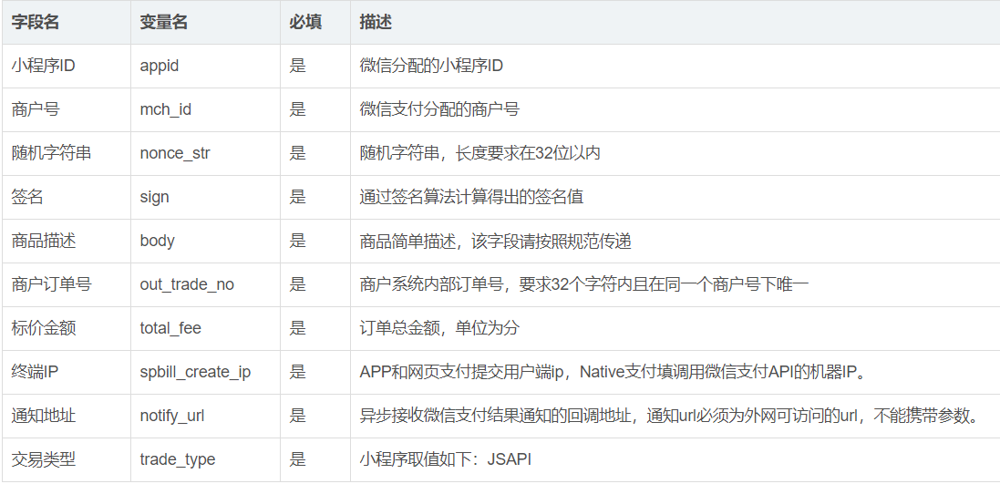 字段名 变量名 必填 描述
小程序ID appid 是 微信分配的小程序ID
商户号 mch_id 是 微信支付分配的商户号
随机字符串 nonce_str 是 随机字符串，长度要求在32位以内
签名 sign 是 通过签名算法计算得出的签名值
商品描述 body 是 商品简单描述，该字段请按照规范传递
商户订单号 out_trade_no 是 商户系统内部订单号，要求32个字符内且在同一个商户号下唯一
标价金额 total_fee 是 订单总金额，单位为分
终端IP spbill_create_ip 是 APP和网页支付提交用户端ip，Native支付填调用微信支付API的机器IP。
通知地址 notify_url 是 异步接收微信支付结果通知的回调地址，通知url必须为外网可访问的url，不能携带参数。
交易类型 trade_type 是 小程序取值如下：JSAPI